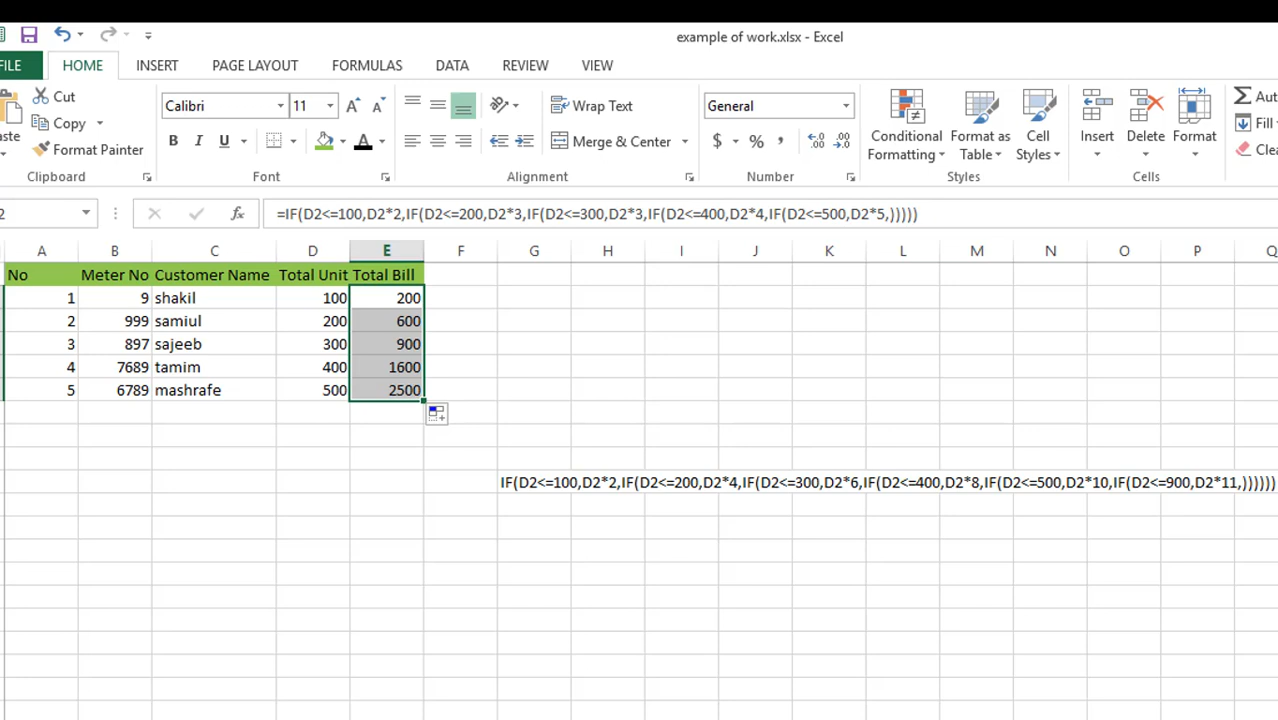 example of work.xlsx - Excel
FILE HOME INSERT PAGE LAYOUT FORMULAS DATA REVIEW VIEW
Cut
Copy
Format Painter
Clipboard
Calibri 11
B I U
Font
Wrap Text
Merge & Center
Alignment
General
$ % ,
Number
Conditional Formatting
Format as Table
Cell Styles
Styles
Insert Delete Format
Cells
Fill
2 fx =IF(D2<=100,D2*2,IF(D2<=200,D2*3,IF(D2<=300,D2*3,IF(D2<=400,D2*4,IF(D2<=500,D2*5,)))))
A B C D E F G H I J K L M N O P Q
No Meter No Customer Name Total Unit Total Bill
1 9 shakil 100 200
2 999 samiul 200 600
3 897 sajeeb 300 900
4 7689 tamim 400 1600
5 6789 mashrafe 500 2500
IF(D2<=100,D2*2,IF(D2<=200,D2*4,IF(D2<=300,D2*6,IF(D2<=400,D2*8,IF(D2<=500,D2*10,IF(D2<=900,D2*11,))))))